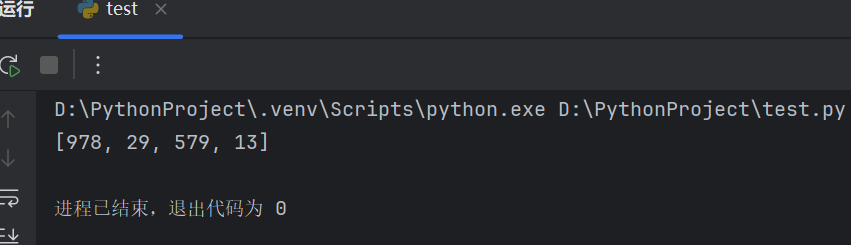 运行
test
D:\PythonProject\.venv\Scripts\python.exe D:\PythonProject\test.py
[978, 29, 579, 13]
进程已结束，退出代码为 0